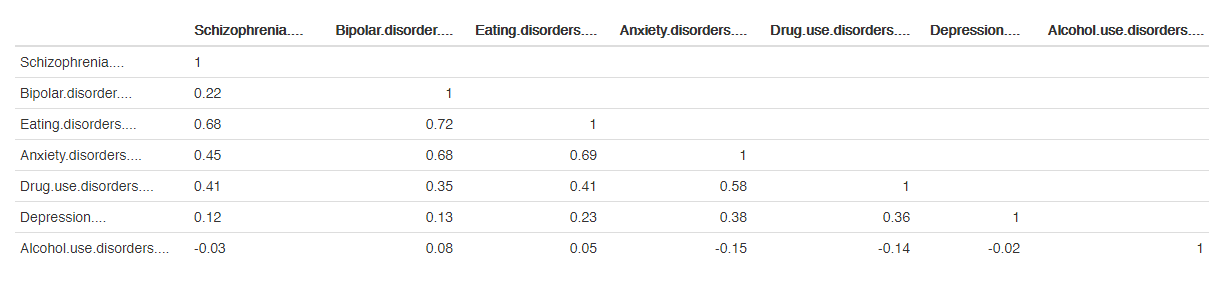 Schizophrenia.... Bipolar.disorder.... Eating.disorders.... Anxiety.disorders.... Drug.use.disorders.... Depression.... Alcohol.use.disorders....
Schizophrenia.... 1
Bipolar.disorder.... 0.22 1
Eating.disorders.... 0.68 0.72 1
Anxiety.disorders.... 0.45 0.68 0.69 1
Drug.use.disorders.... 0.41 0.35 0.41 0.58 1
Depression.... 0.12 0.13 0.23 0.38 0.36 1
Alcohol.use.disorders.... -0.03 0.08 0.05 -0.15 -0.14 -0.02 1